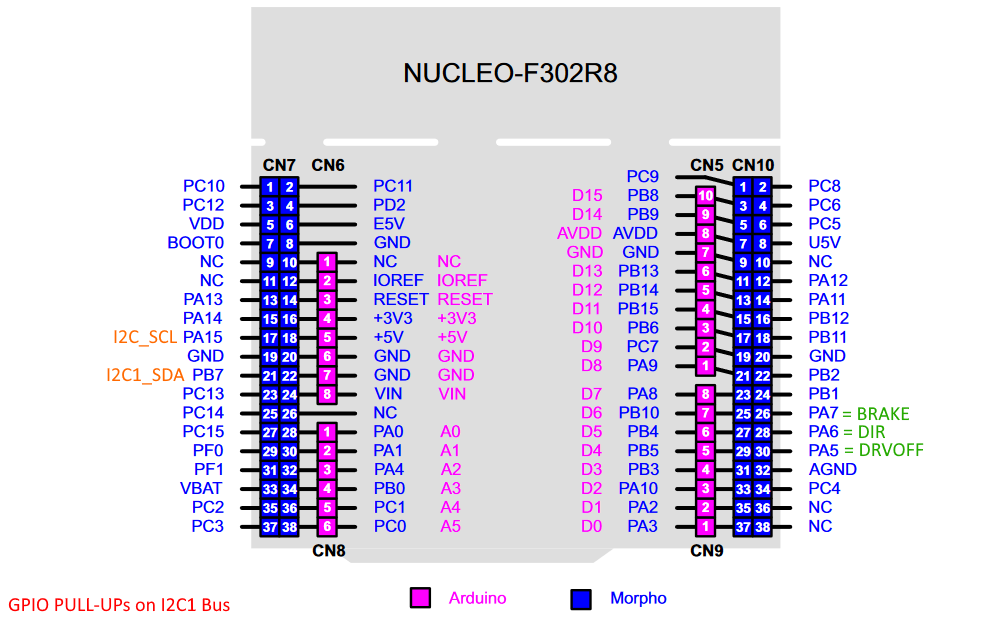 NUCLEO-F302R8
CN7 CN6 CN5 CN10
PC9
PC10 1 2 PC11 1 2 PC8
D15 PB8 10
PC12 3 4 PD2 3 4 PC6
D14 PB9 9
VDD 5 6 E5V 5 6 PC5
AVDD AVDD 8
BOOT0 7 8 GND 7 8 U5V
GND GND 7
NC 9 10 1 NC NC 9 10 NC
D13 PB13 6
NC 11 12 2 IOREF IOREF 11 12 PA12
D12 PB14 5
PA13 13 14 3 RESET RESET 13 14 PA11
D11 PB15 4
PA14 15 16 4 +3V3 +3V3 15 16 PB12
D10 PB6 3
I2C_SCL PA15 17 18 5 +5V +5V 17 18 PB11
D9 PC7 2
GND 19 20 6 GND GND 19 20 GND
D8 PA9 1
I2C1_SDA PB7 21 22 7 GND GND 21 22 PB2
PC13 23 24 8 VIN VIN D7 PA8 8 23 24 PB1
PC14 25 26 NC D6 PB10 7 25 26 PA7 = BRAKE
PC15 27 28 1 PA0 A0 D5 PB4 6 27 28 PA6 = DIR
PF0 29 30 2 PA1 A1 D4 PB5 5 29 30 PA5 = DRVOFF
PF1 31 32 3 PA4 A2 D3 PB3 4 31 32 AGND
VBAT 33 34 4 PB0 A3 D2 PA10 3 33 34 PC4
PC2 35 36 5 PC1 A4 D1 PA2 2 35 36 NC
PC3 37 38 6 PC0 A5 D0 PA3 1 37 38 NC
CN8 CN9
Arduino Morpho
GPIO PULL-UPs on I2C1 Bus